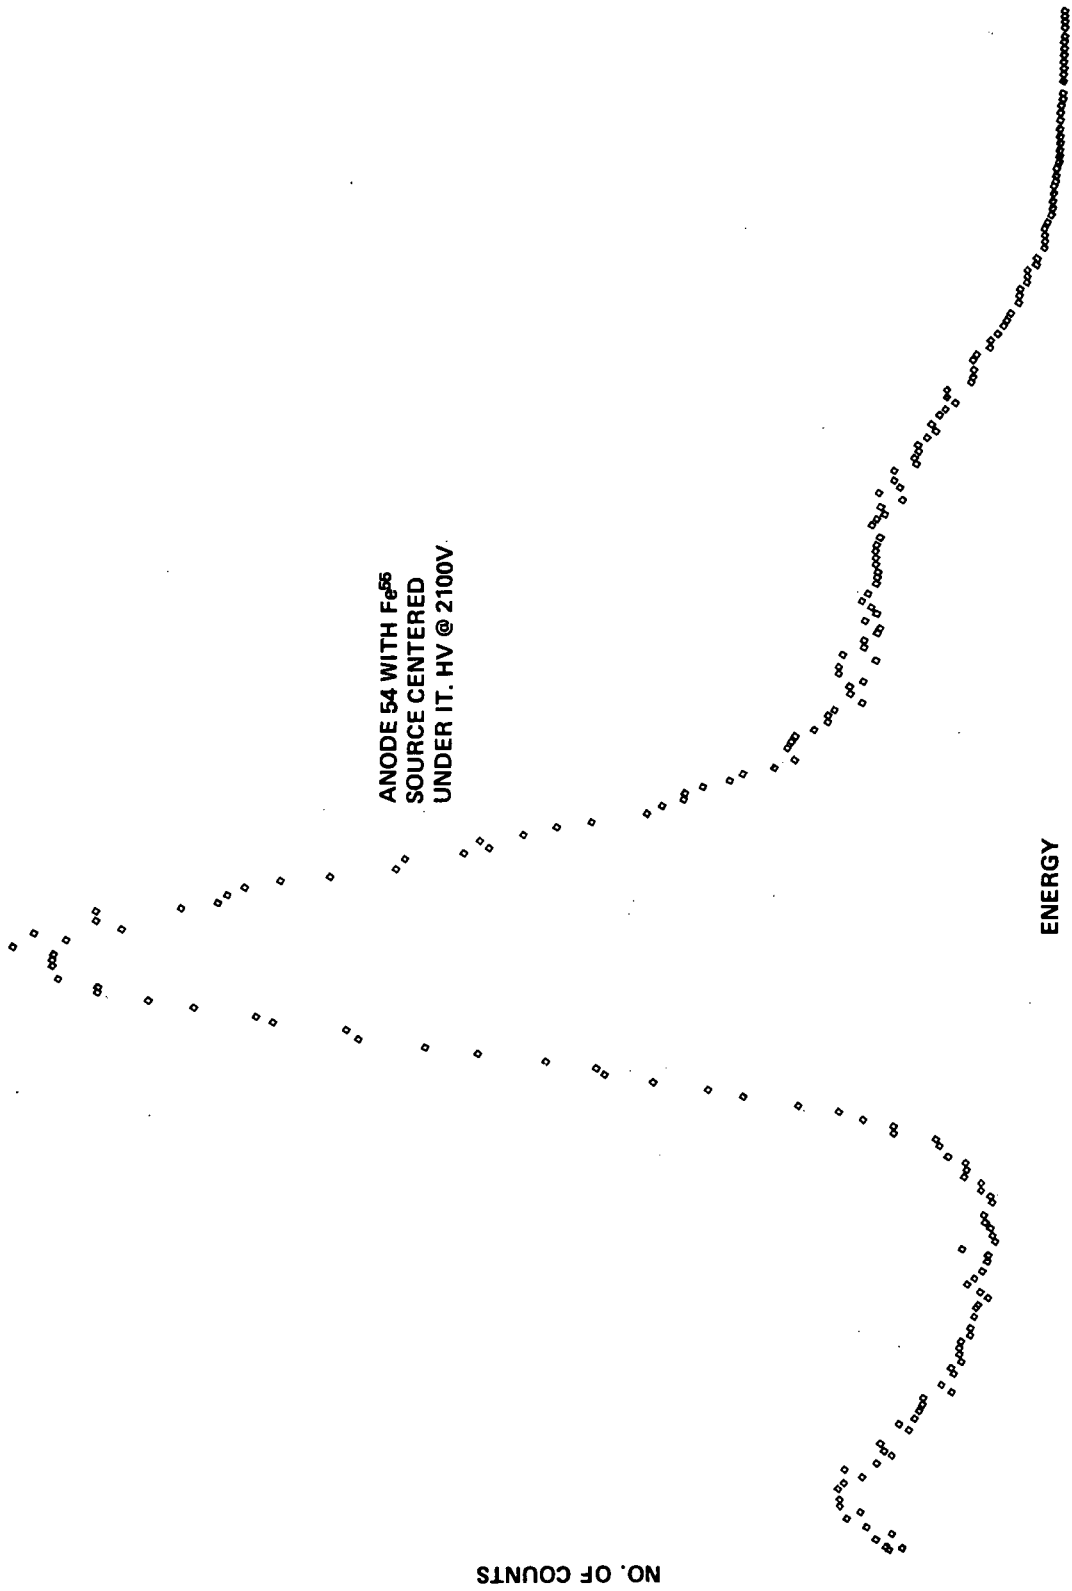 ANODE 54 WITH Fe⁵⁵
SOURCE CENTERED
UNDER IT. HV @ 2100V
ENERGY
NO. OF COUNTS